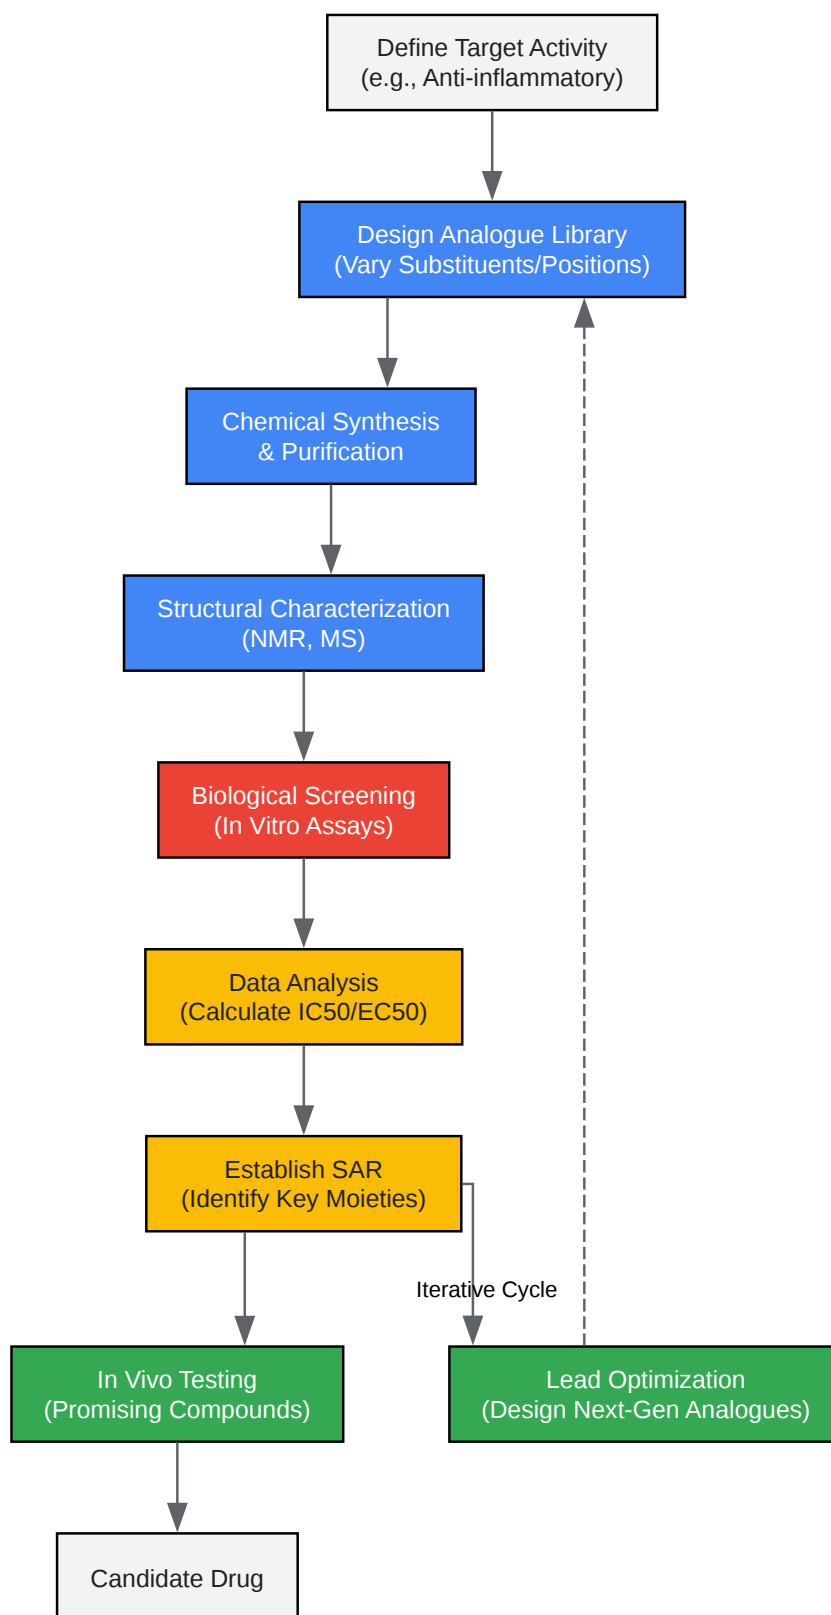 Define Target Activity
(e.g., Anti-inflammatory)
Design Analogue Library
(Vary Substituents/Positions)
Chemical Synthesis
& Purification
Structural Characterization
(NMR, MS)
Biological Screening
(In Vitro Assays)
Data Analysis
(Calculate IC50/EC50)
Establish SAR
(Identify Key Moieties)
Iterative Cycle
In Vivo Testing
(Promising Compounds)
Lead Optimization
(Design Next-Gen Analogues)
Candidate Drug